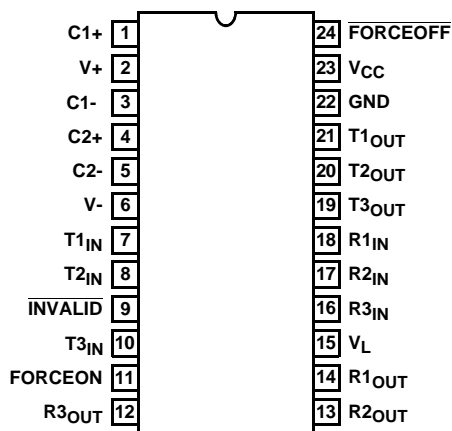 C1+ 1 24 FORCEOFF
V+ 2 23 VCC
C1- 3 22 GND
C2+ 4 21 T1OUT
C2- 5 20 T2OUT
V- 6 19 T3OUT
T1IN 7 18 R1IN
T2IN 8 17 R2IN
INVALID 9 16 R3IN
T3IN 10 15 VL
FORCEON 11 14 R1OUT
R3OUT 12 13 R2OUT